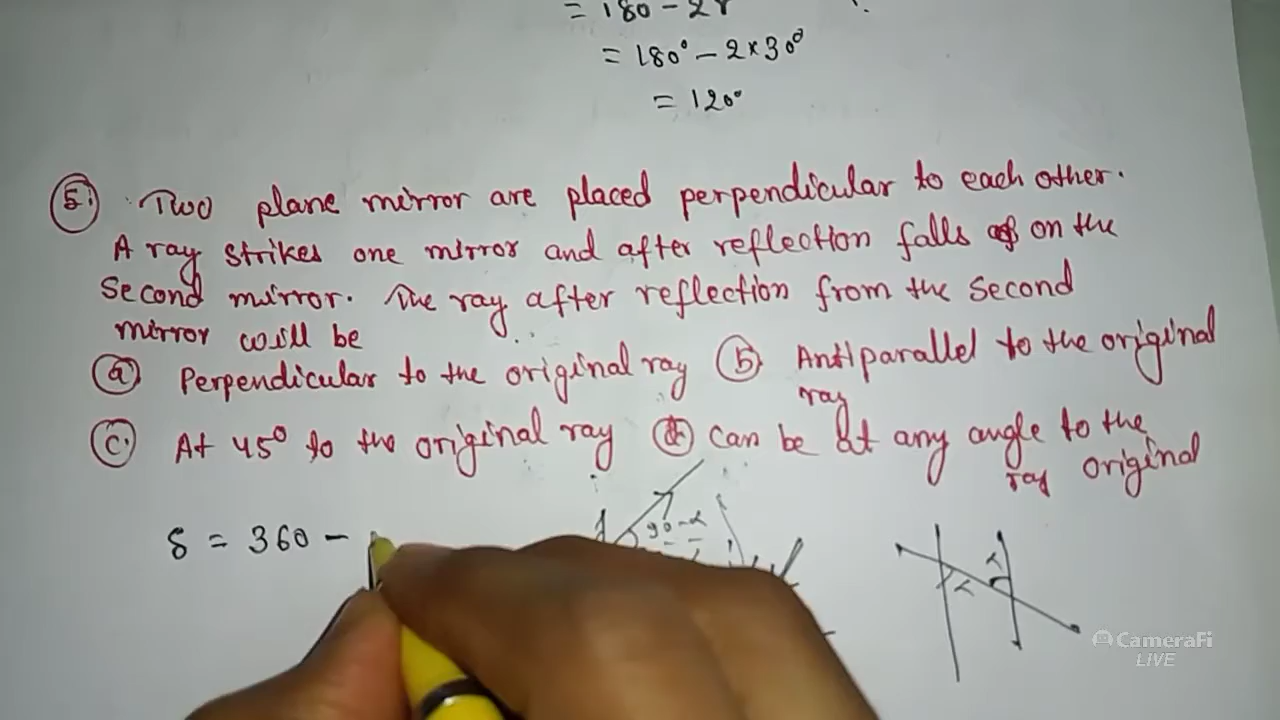 = 180 - 2r
= 180° - 2 × 30°
= 120°
5. Two plane mirror are placed perpendicular to each other.
A ray strikes one mirror and after reflection falls on the
second mirror. The ray after reflection from the second
mirror will be
(a) Perpendicular to the original ray (b) Antiparallel to the original
ray
(c) At 45° to the original ray (d) can be at any angle to the
ray original
δ = 360 -
90-α
α
α
CameraFi
LIVE